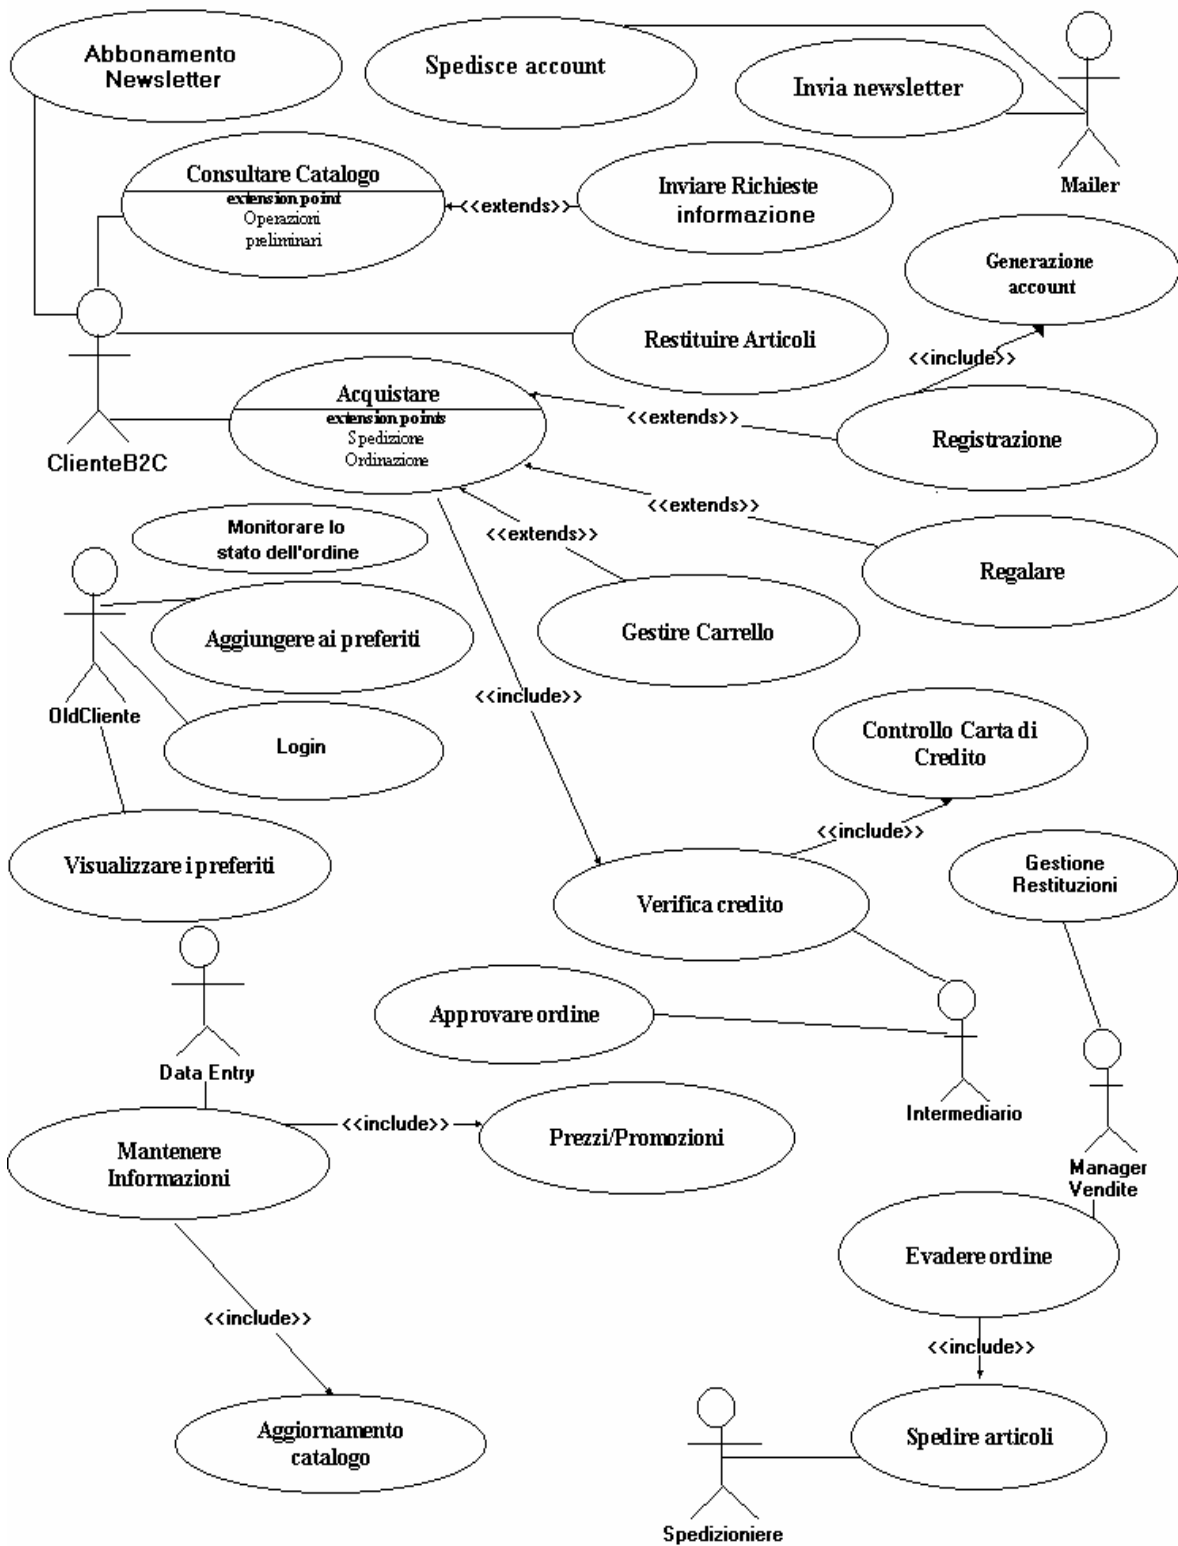 Abbonamento
Newsletter
Spedisce account
Invia newsletter
Mailer
Consultare Catalogo
extension point
Operazioni
preliminari
<<extends>>
Inviare Richieste
informazione
Generazione
account
Restituire Articoli
<<include>>
Acquistare
extension points
Spedizione
Ordinazione
<<extends>>
Registrazione
ClienteB2C
<<extends>>
Monitorare lo
stato dell'ordine
<<extends>>
Regalare
Aggiungere ai preferiti
Gestire Carrello
<<include>>
OldCliente
Login
Controllo Carta di
Credito
<<include>>
Visualizzare i preferiti
Gestione
Restituzioni
Verifica credito
Approvare ordine
Data Entry
Intermediario
<<include>>
Prezzi/Promozioni
Mantenere
Informazioni
Manager
Vendite
Evadere ordine
<<include>>
<<include>>
Aggiornamento
catalogo
Spedire articoli
Spedizioniere